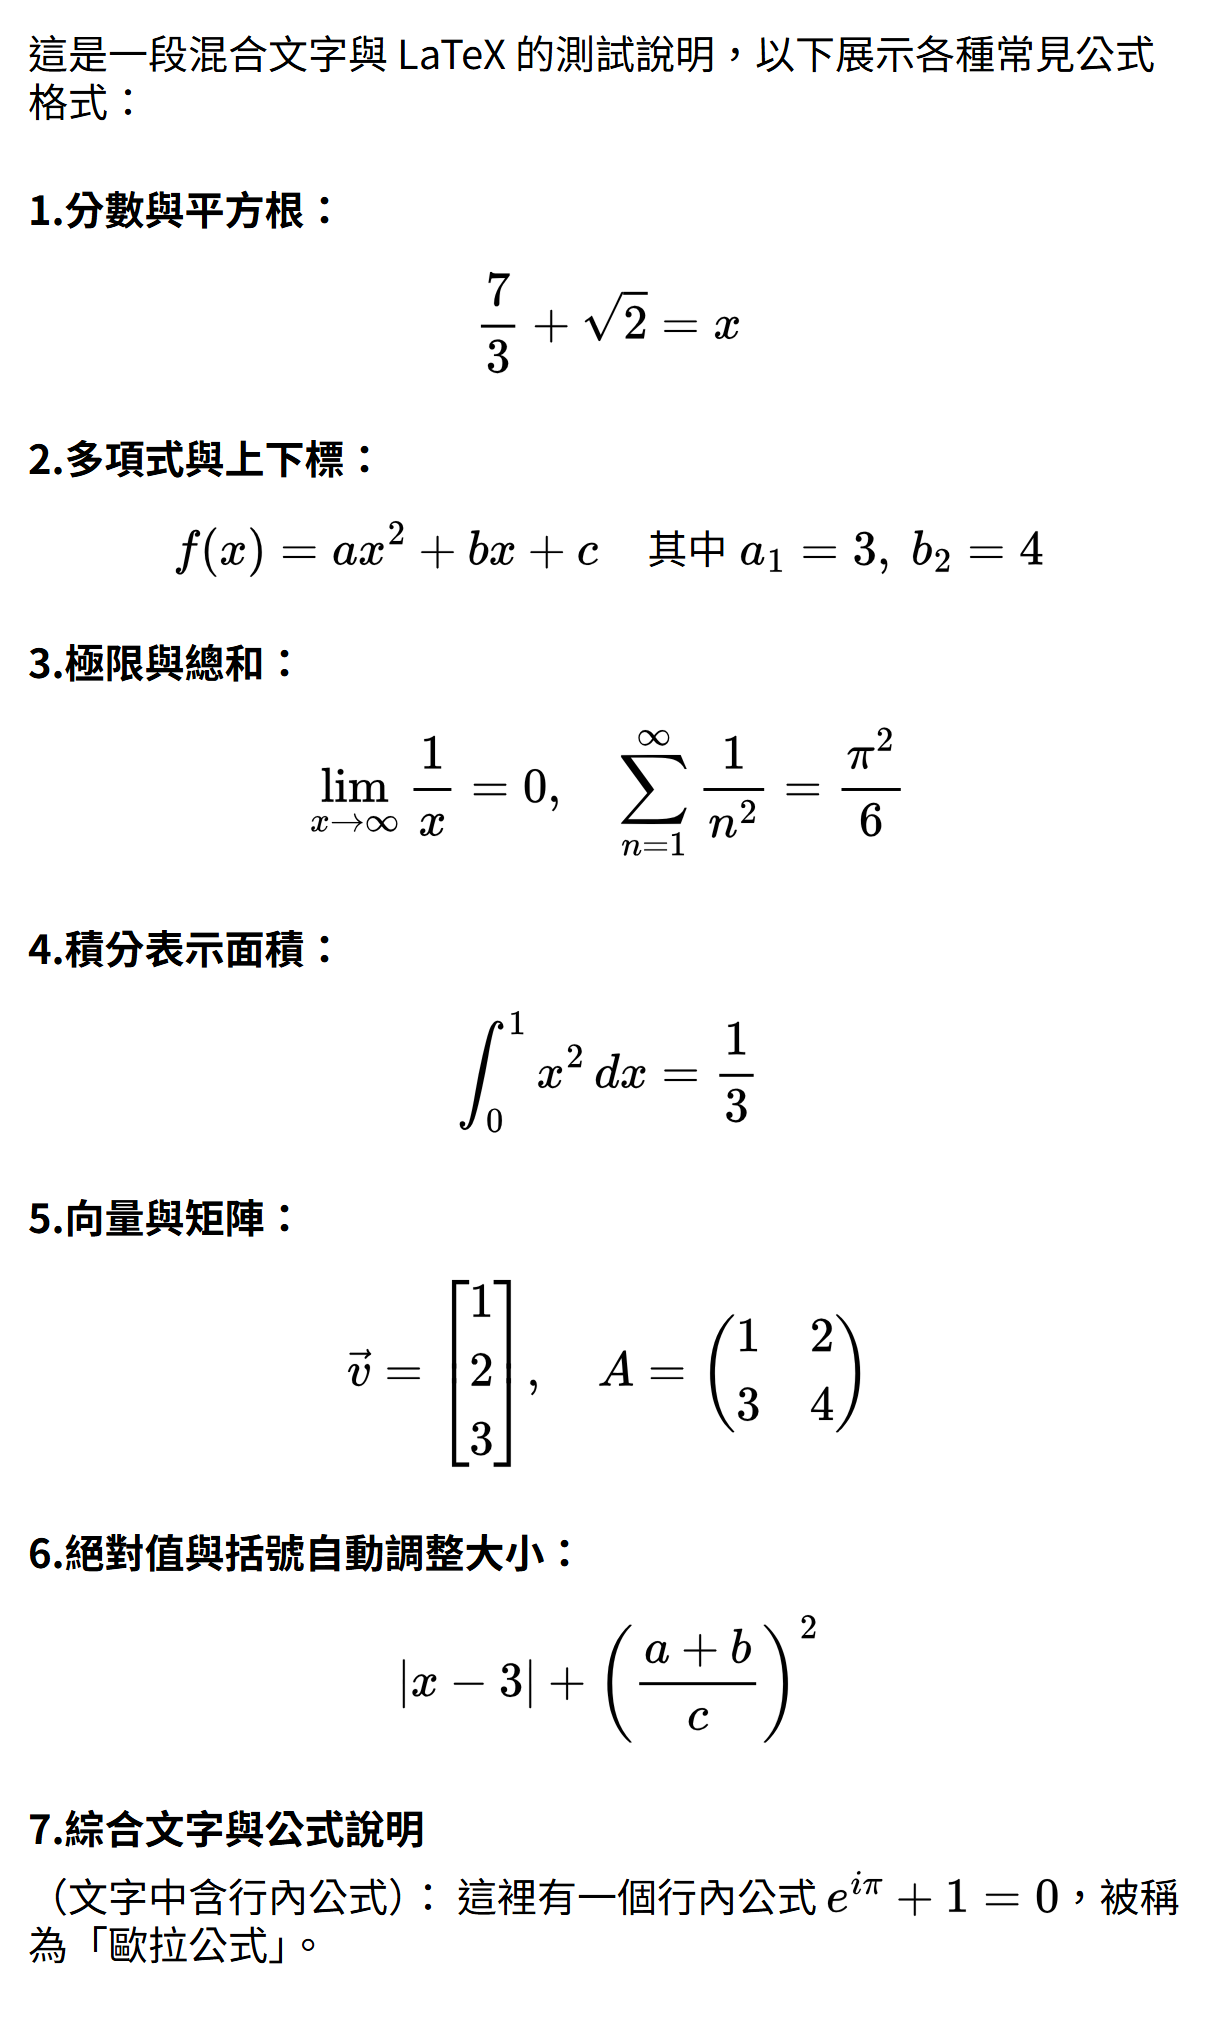 這是一段混合文字與 LaTeX 的測試說明，以下展示各種常見公式
格式：
1.分數與平方根：
$$\frac{7}{3} + \sqrt{2} = x$$
2.多項式與上下標：
$$f(x) = ax^2 + bx + c \quad \text{其中 } a_1 = 3,\ b_2 = 4$$
3.極限與總和：
$$\lim_{x \to \infty} \frac{1}{x} = 0, \quad \sum_{n=1}^{\infty} \frac{1}{n^2} = \frac{\pi^2}{6}$$
4.積分表示面積：
$$\int_0^1 x^2 \, dx = \frac{1}{3}$$
5.向量與矩陣：
$$\vec{v} = \begin{bmatrix} 1 \\ 2 \\ 3 \end{bmatrix}, \quad A = \begin{pmatrix} 1 & 2 \\ 3 & 4 \end{pmatrix}$$
6.絕對值與括號自動調整大小：
$$\left| x - 3 \right| + \left( \frac{a + b}{c} \right)^2$$
7.綜合文字與公式說明
（文字中含行內公式）： 這裡有一個行內公式 $e^{i\pi} + 1 = 0$，被稱
為「歐拉公式」。